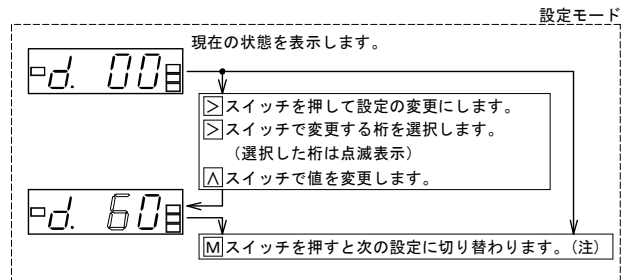 設定モード
現在の状態を表示します。
-d. 00
>スイッチを押して設定の変更にします。
>スイッチで変更する桁を選択します。
(選択した桁は点滅表示)
∧スイッチで値を変更します。
-d. 60
Mスイッチを押すと次の設定に切り替わります。(注)